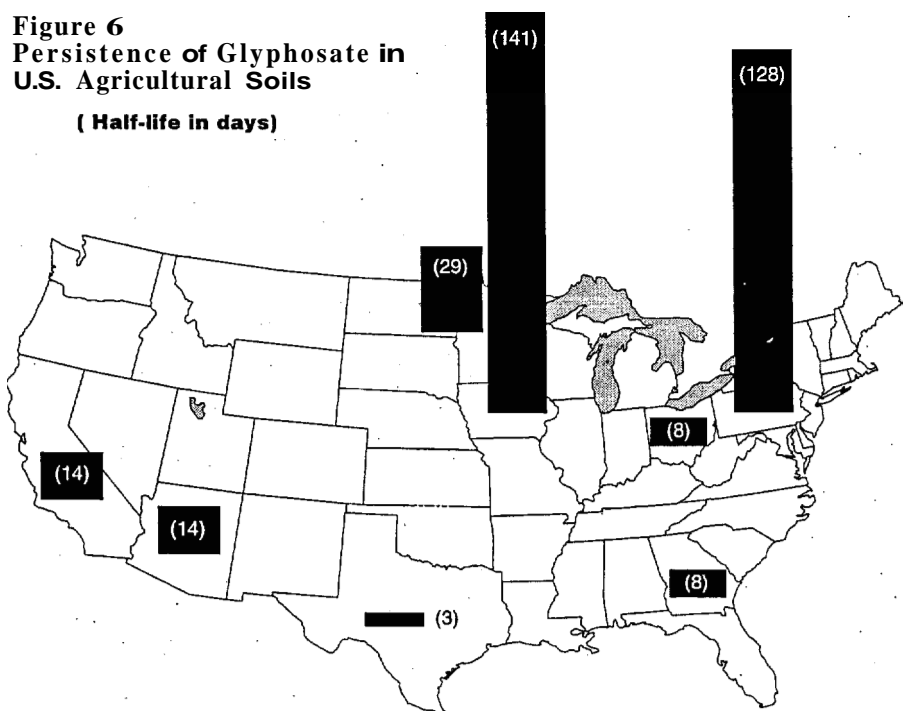 Figure 6
Persistence of Glyphosate in
U.S. Agricultural Soils
( Half-life in days)
(141)
(128)
(29)
(8)
(14)
(14)
(8)
(3)